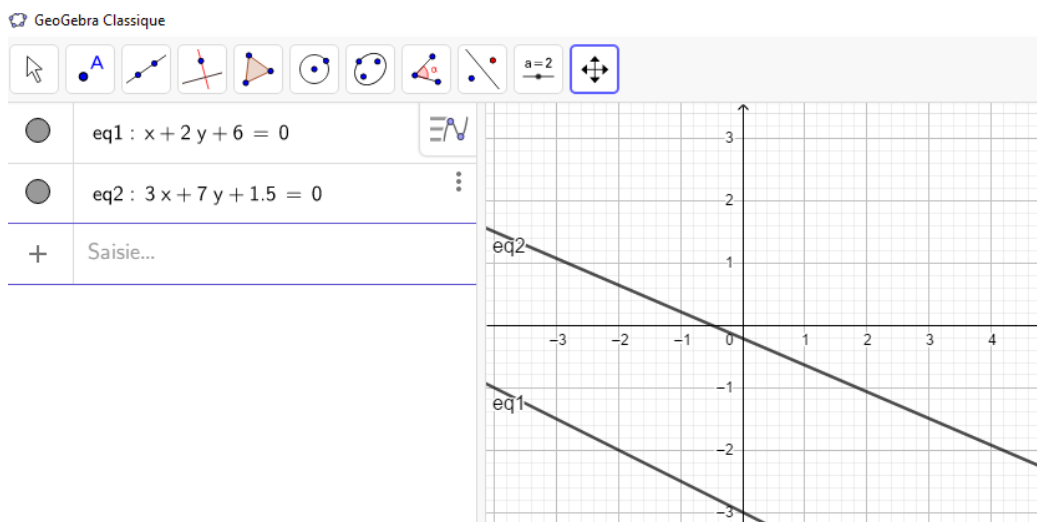 GeoGebra Classique
A
α
a=2
eq1 : x + 2 y + 6 = 0
eq2 : 3 x + 7 y + 1.5 = 0
+ Saisie...
3
2
eq2
1
−3 −2 −1 0 1 2 3 4
−1
eq1
−2
−3